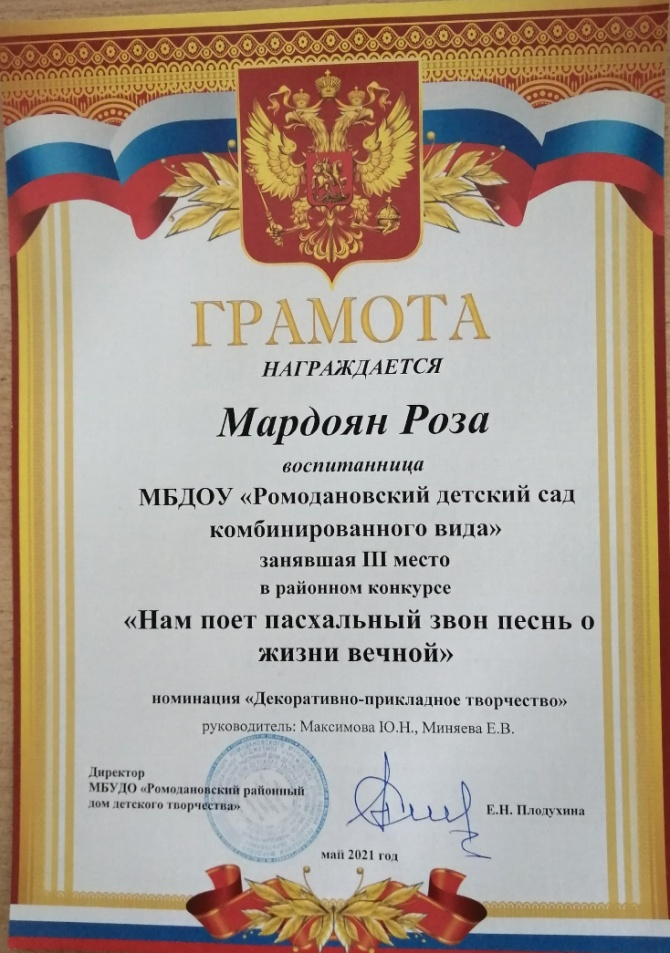 ГРАМОТА
НАГРАЖДАЕТСЯ
Мардоян Роза
воспитанница
МБДОУ «Ромодановский детский сад
комбинированного вида»
занявшая III место
в районном конкурсе
«Нам поет пасхальный звон песнь о
жизни вечной»
номинация «Декоративно-прикладное творчество»
руководитель: Максимова Ю.Н., Миняева Е.В.
Директор
МБУДО «Ромодановский районный
дом детского творчества»
Е.Н. Плодухина
май 2021 год